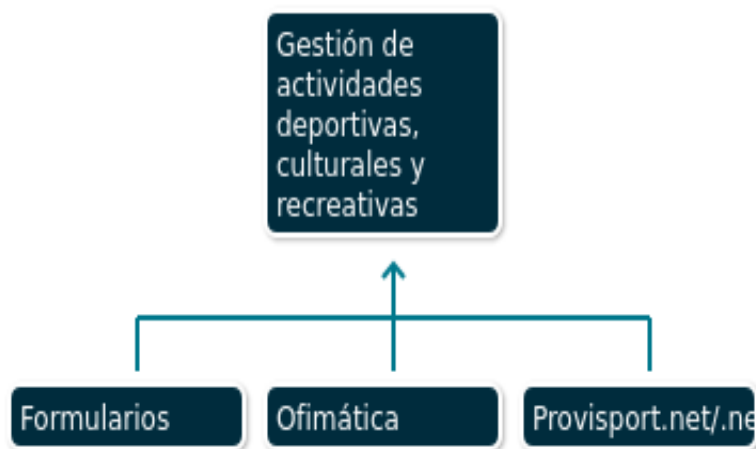 Gestión de
actividades
deportivas,
culturales y
recreativas
Formularios
Ofimática
Provisport.net/.ne